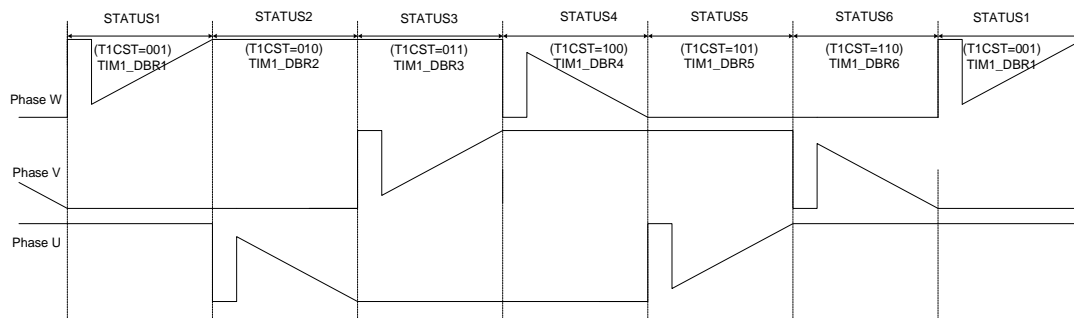 STATUS1 STATUS2 STATUS3 STATUS4 STATUS5 STATUS6 STATUS1
(T1CST=001) (T1CST=010) (T1CST=011) (T1CST=100) (T1CST=101) (T1CST=110) (T1CST=001)
TIM1_DBR1 TIM1_DBR2 TIM1_DBR3 TIM1_DBR4 TIM1_DBR5 TIM1_DBR6 TIM1_DBR1
Phase W
Phase V
Phase U